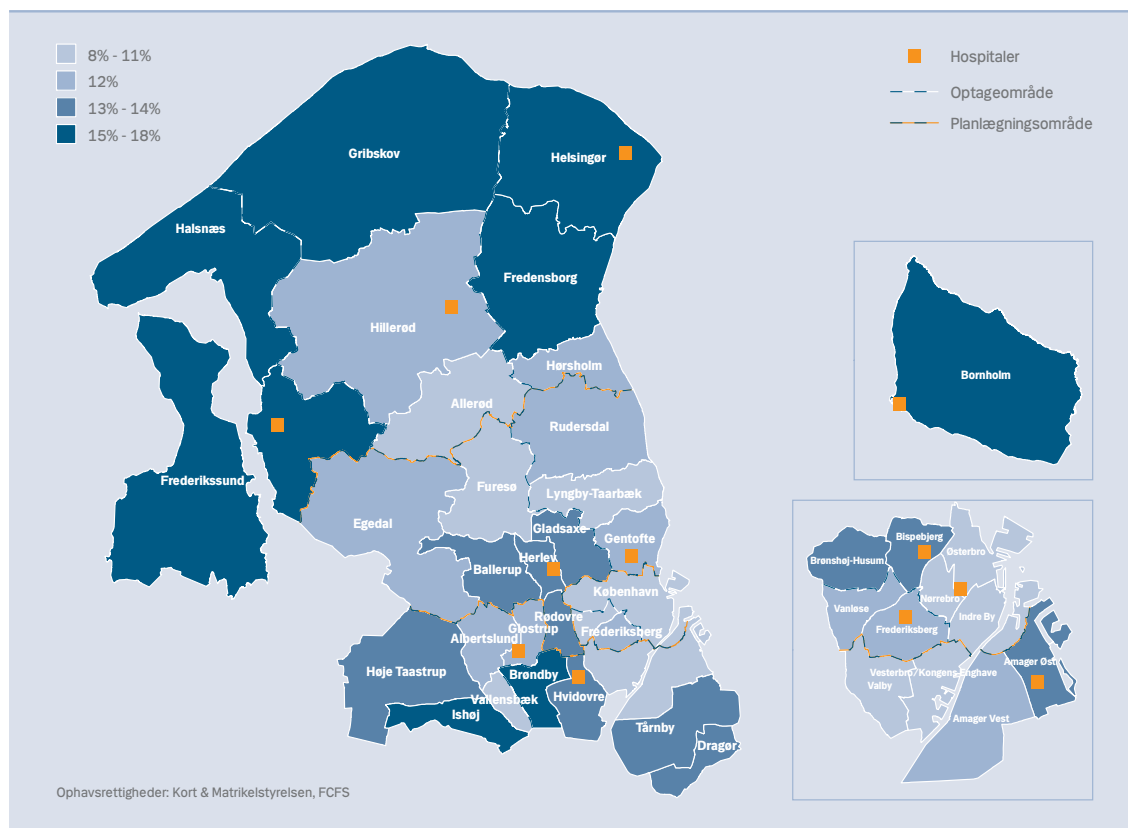 8% - 11%
12%
13% - 14%
15% - 18%
Hospitaler
Optageområde
Planlægningsområde
Gribskov
Helsingør
Halsnæs
Fredensborg
Hillerød
Hørsholm
Allerød
Rudersdal
Frederikssund
Furesø
Lyngby-Taarbæk
Egedal
Gladsaxe
Gentofte
Herlev
Ballerup
København
Rødovre
Glostrup
Frederiksberg
Albertslund
Høje Taastrup
Brøndby
Hvidovre
Vallensbæk
Ishøj
Tårnby
Dragør
Bornholm
Bispebjerg
Østerbro
Brønshøj-Husum
Nørrebro
Vanløse
Indre By
Frederiksberg
Amager Øst
Vesterbro/Kongens Enghave
Valby
Amager Vest
Ophavsrettigheder: Kort & Matrikelstyrelsen, FCFS